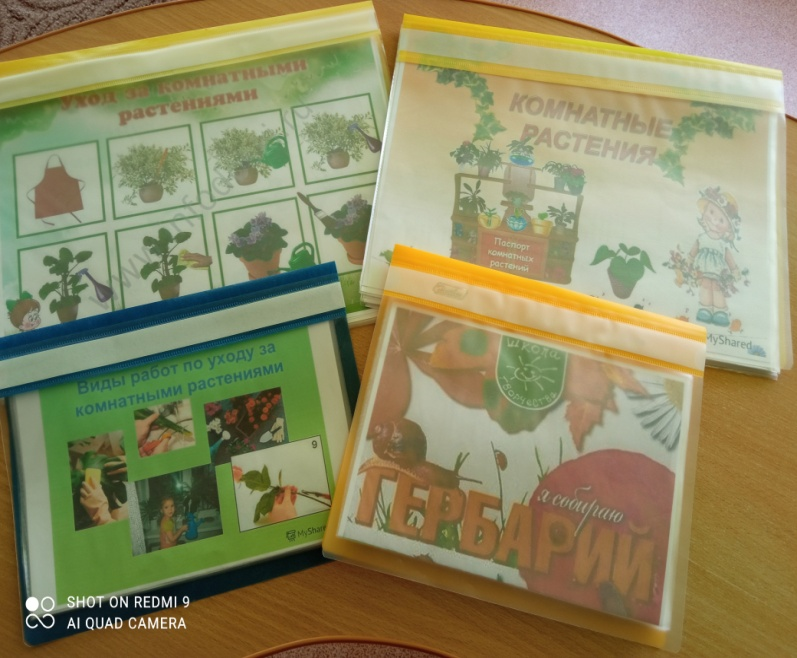 Уход за комнатными
растениями
КОМНАТНЫЕ
РАСТЕНИЯ
Паспорт
комнатных
растений
MyShared
Виды работ по уходу за
комнатными растениями
9
MyShared
школа
творчества
я собираю
ГЕРБАРИЙ
SHOT ON REDMI 9
AI QUAD CAMERA